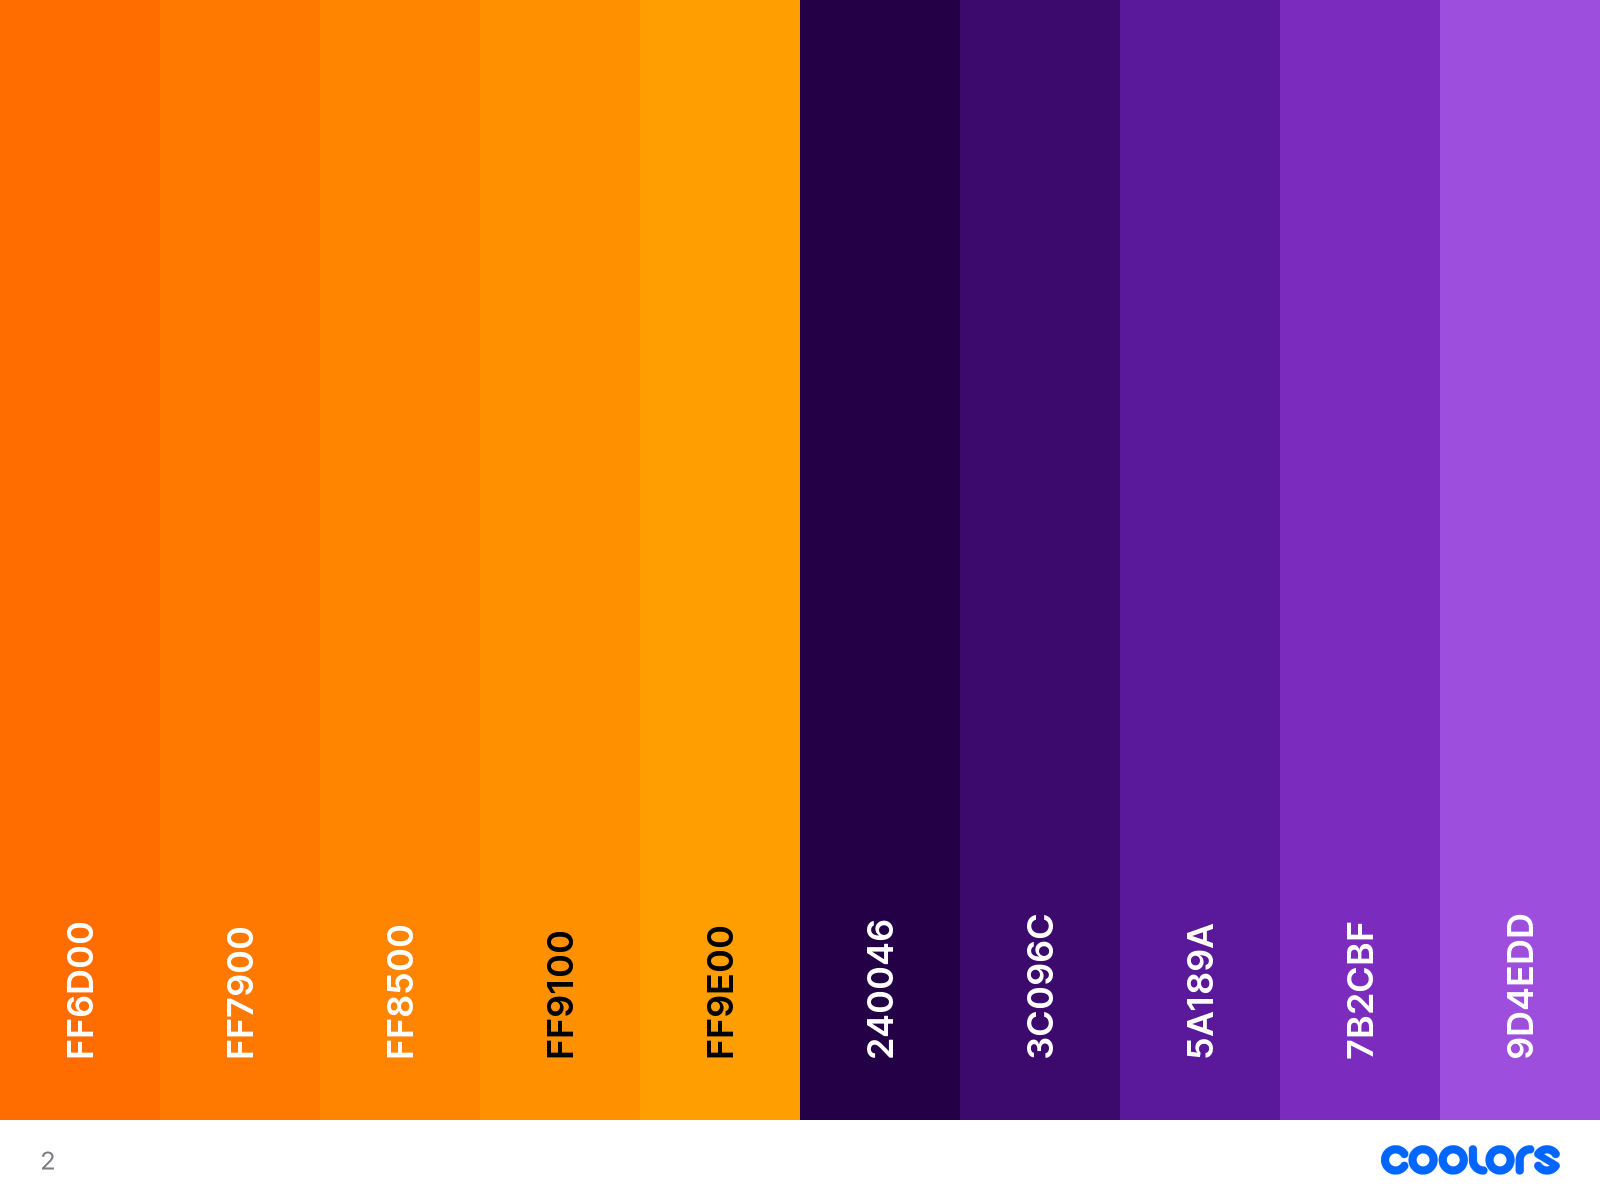 FF6D00
FF7900
FF8500
FF9100
FF9E00
240046
3C096C
5A189A
7B2CBF
9D4EDD
2
coolors